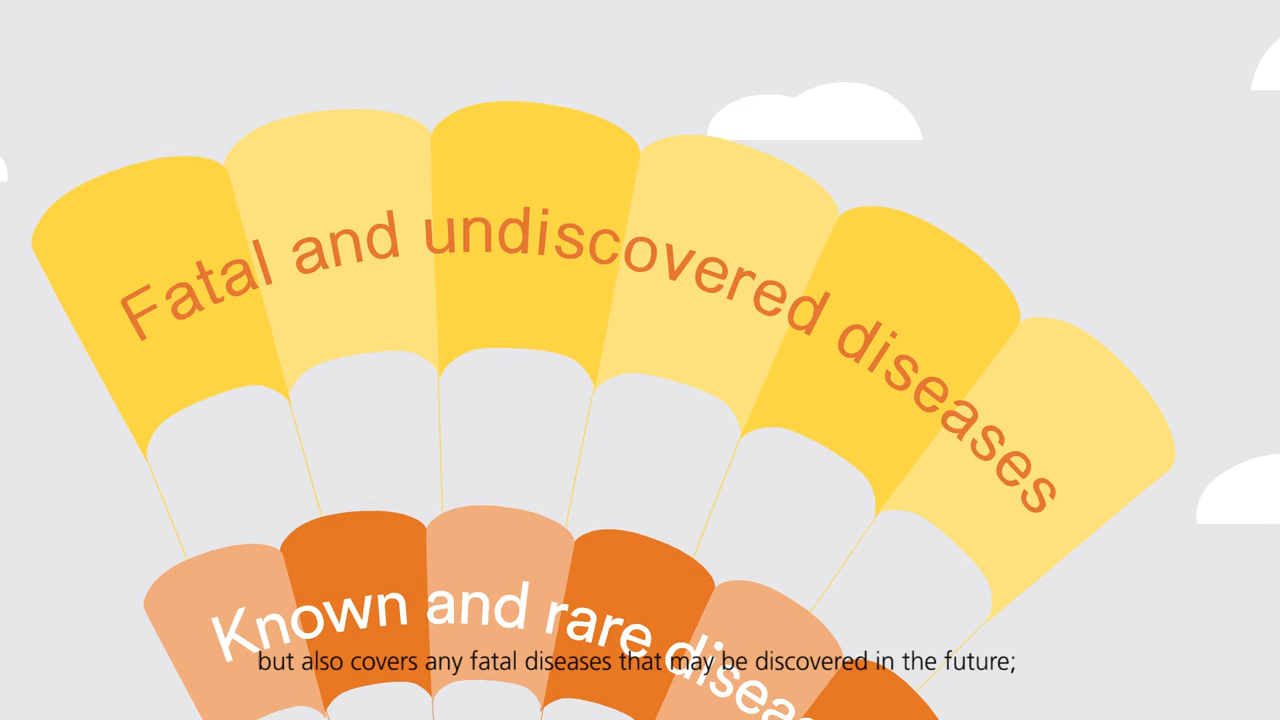 Fatal and undiscovered diseases
Known and rare
but also covers any fatal diseases that may be discovered in the future;